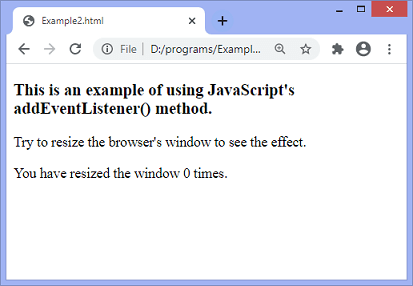 Example2.html
File | D:/programs/Exampl...
This is an example of using JavaScript's
addEventListener() method.
Try to resize the browser's window to see the effect.
You have resized the window 0 times.